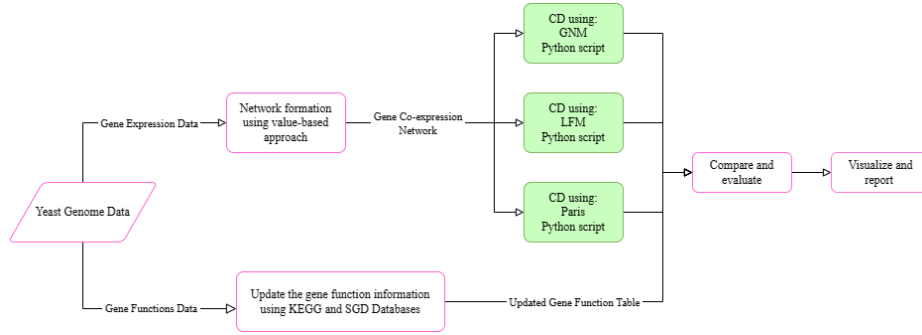 CD using:
GNM
Python script
Network formation
using value-based
approach
Gene Expression Data
Gene Co-expression
Network
CD using:
LFM
Python script
Compare and
evaluate
Visualize and
report
Yeast Genome Data
CD using:
Paris
Python script
Gene Functions Data
Update the gene function information
using KEGG and SGD Databases
Updated Gene Function Table